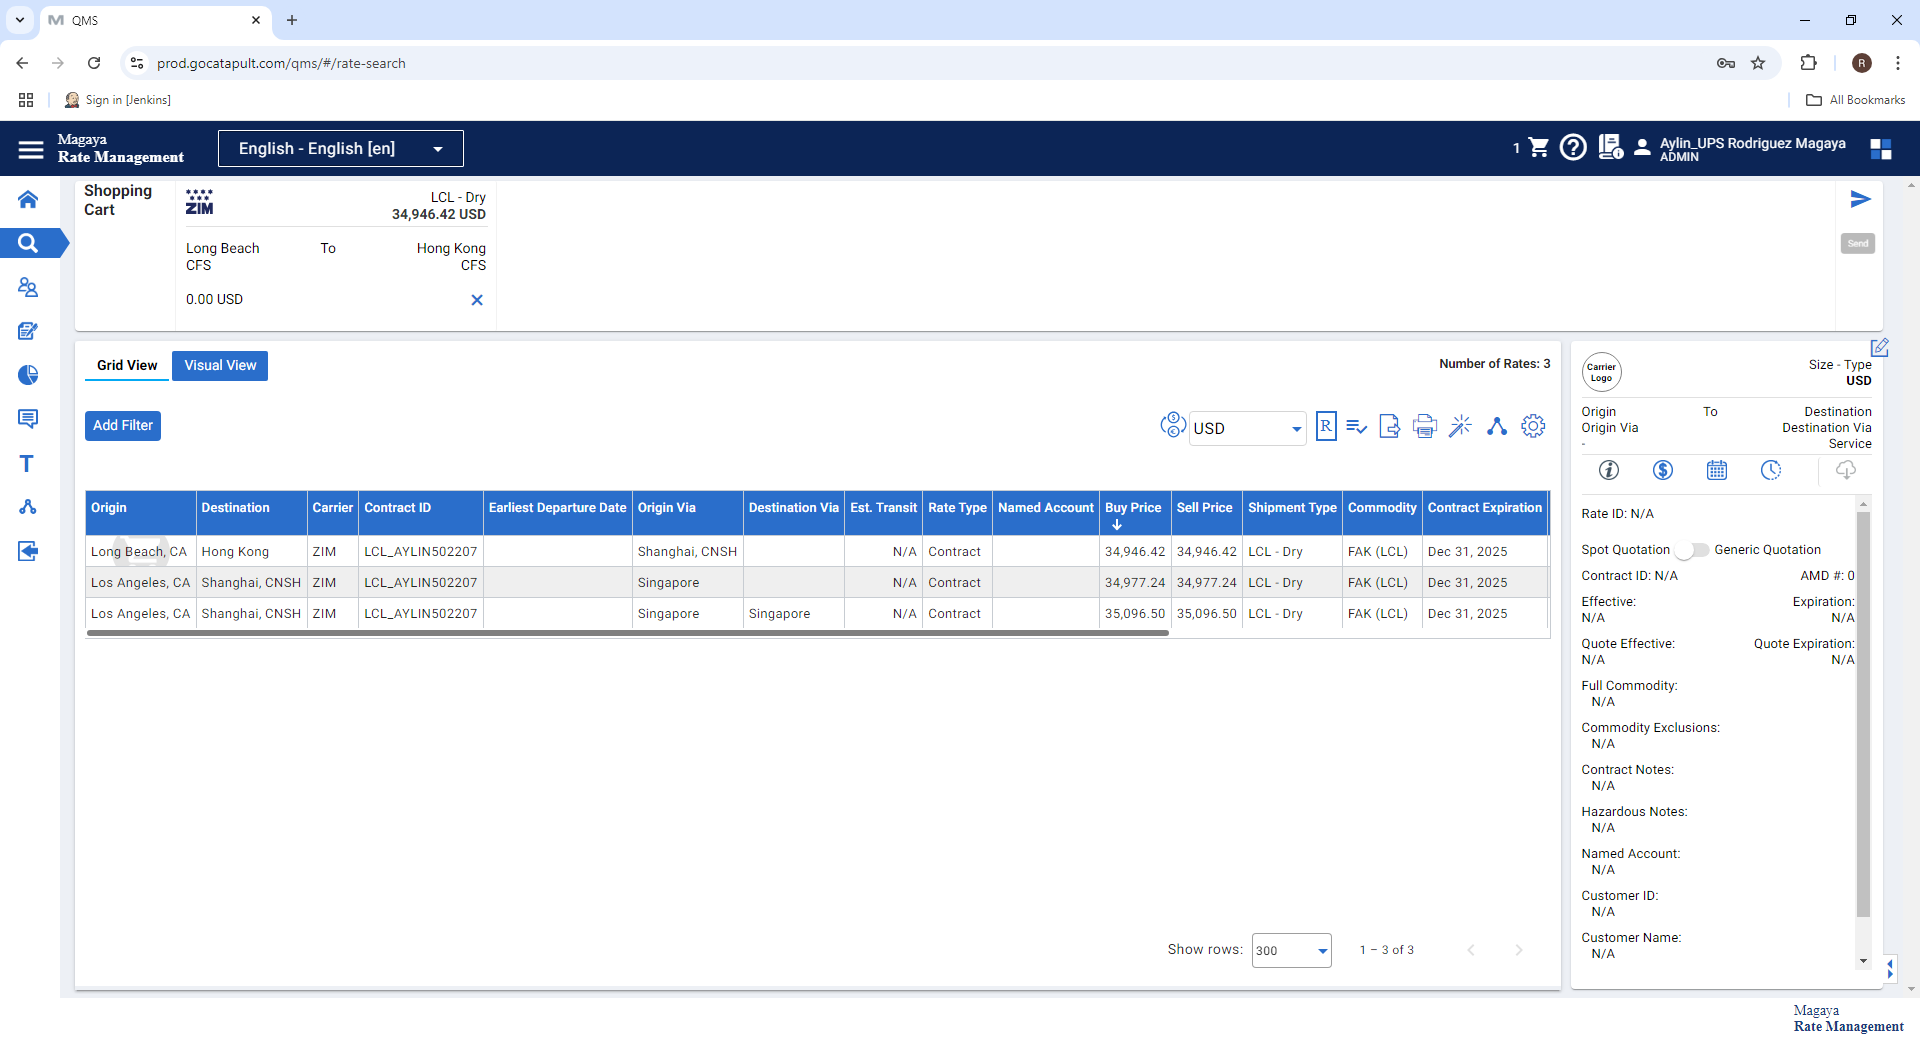 QMS
prod.gocatapult.com/qms/#/rate-search
R
Sign in [Jenkins]
All Bookmarks
Magaya
Rate Management
English - English [en]
1
Aylin_UPS Rodriguez Magaya
ADMIN
Shopping
Cart
ZIM
LCL - Dry
34,946.42 USD
Long Beach To Hong Kong
CFS CFS
0.00 USD
Send
Grid View
Visual View
Number of Rates: 3
Add Filter
USD
R
Origin Destination Carrier Contract ID Earliest Departure Date Origin Via Destination Via Est. Transit Rate Type Named Account Buy Price Sell Price Shipment Type Commodity Contract Expiration
Long Beach, CA Hong Kong ZIM LCL_AYLIN502207 Shanghai, CNSH N/A Contract 34,946.42 34,946.42 LCL - Dry FAK (LCL) Dec 31, 2025
Los Angeles, CA Shanghai, CNSH ZIM LCL_AYLIN502207 Singapore N/A Contract 34,977.24 34,977.24 LCL - Dry FAK (LCL) Dec 31, 2025
Los Angeles, CA Shanghai, CNSH ZIM LCL_AYLIN502207 Singapore Singapore N/A Contract 35,096.50 35,096.50 LCL - Dry FAK (LCL) Dec 31, 2025
Show rows: 300 1 – 3 of 3
Carrier
Logo
Size - Type
USD
Origin To Destination
Origin Via Destination Via
- Service
Rate ID: N/A
Spot Quotation Generic Quotation
Contract ID: N/A AMD #: 0
Effective: Expiration:
N/A N/A
Quote Effective: Quote Expiration:
N/A N/A
Full Commodity:
N/A
Commodity Exclusions:
N/A
Contract Notes:
N/A
Hazardous Notes:
N/A
Named Account:
N/A
Customer ID:
N/A
Customer Name:
N/A
Magaya
Rate Management